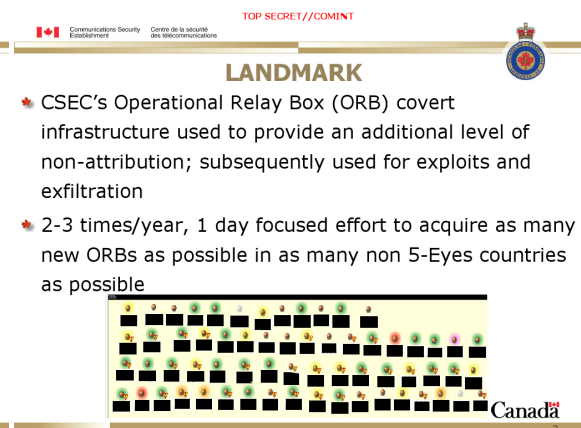 TOP SECRET//COMINT
Communications Security
Establishment
Centre de la sécurité
des télécommunications
LANDMARK
CSEC's Operational Relay Box (ORB) covert
infrastructure used to provide an additional level of
non-attribution; subsequently used for exploits and
exfiltration
2-3 times/year, 1 day focused effort to acquire as many
new ORBs as possible in as many non 5-Eyes countries
as possible
Canada